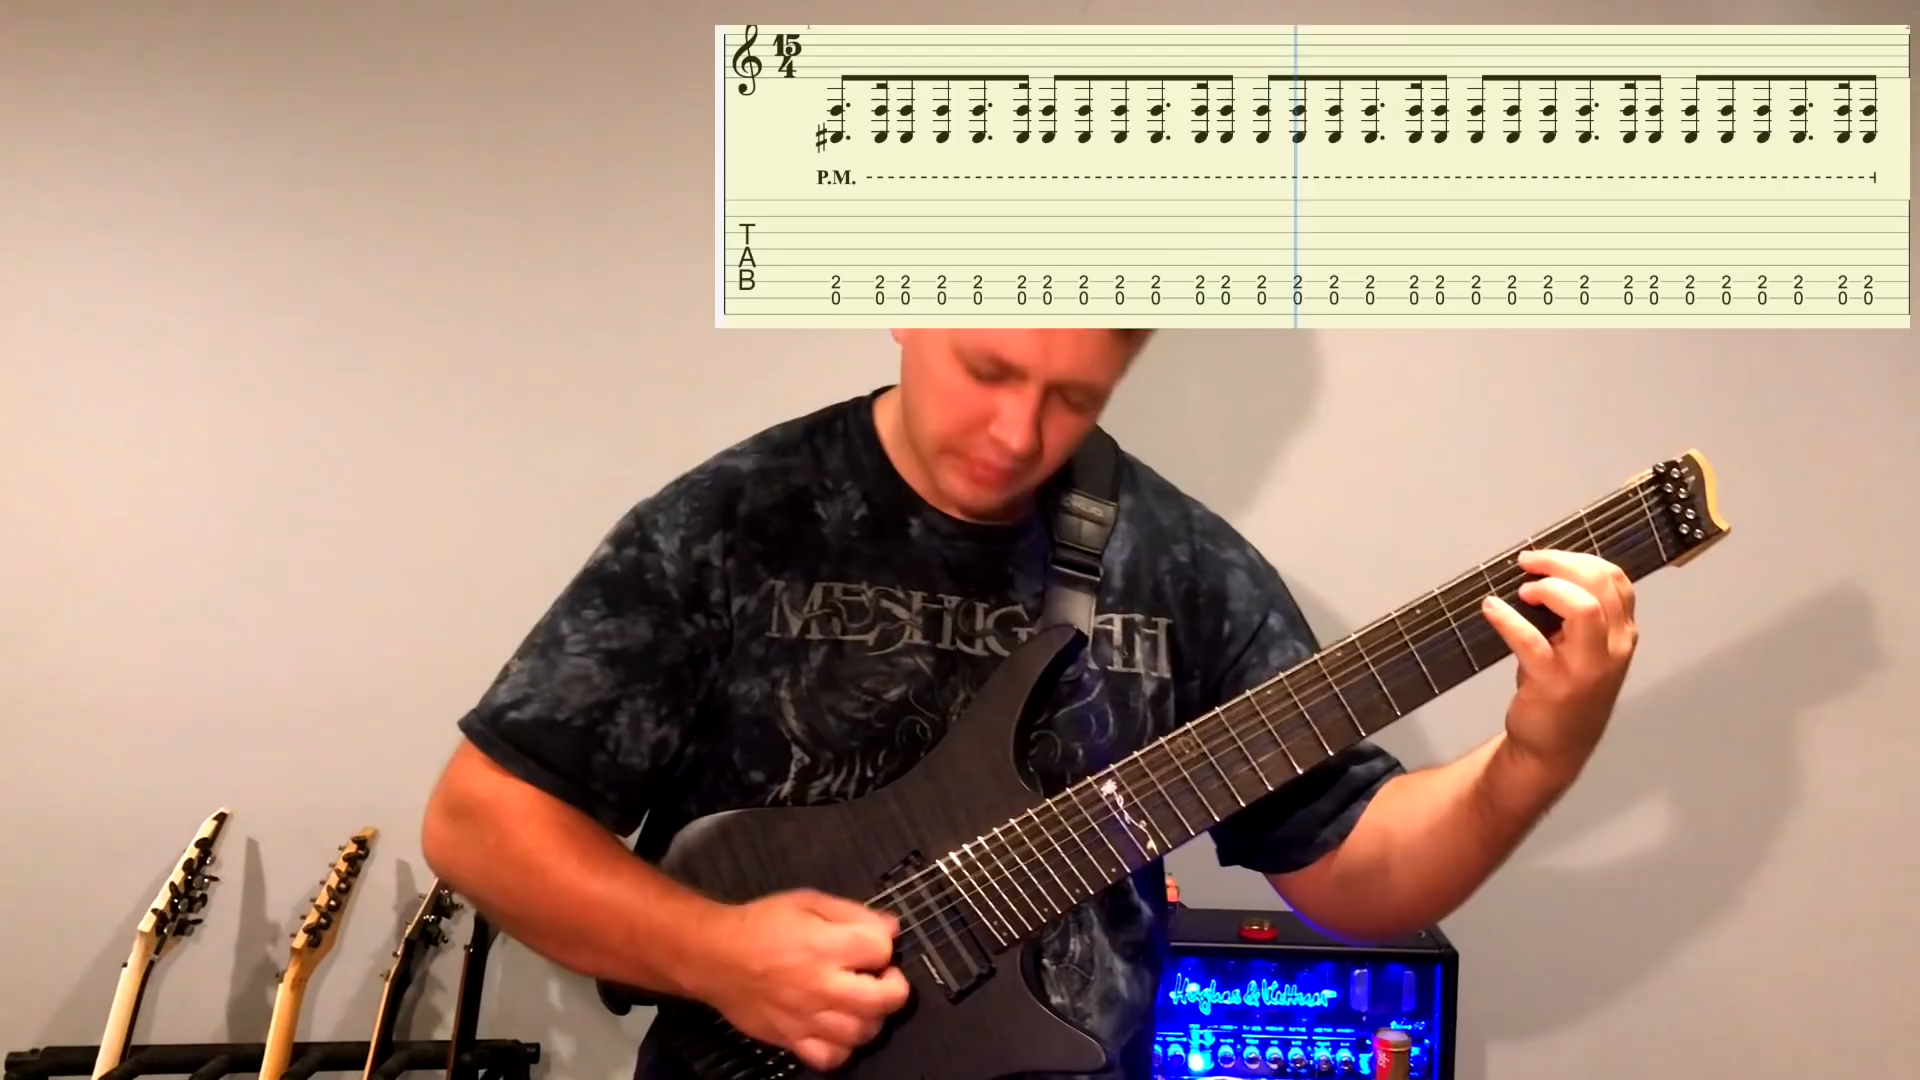 15
4
P.M.
T
A
B
2 2 2 2 2 2 2 2 2 2 2 2 2 2 2 2 2 2 2 2 2 2 2 2 2 2 2 2 2 2
0 0 0 0 0 0 0 0 0 0 0 0 0 0 0 0 0 0 0 0 0 0 0 0 0 0 0 0 0 0
MESHUGGAH
Hughes & Kettner